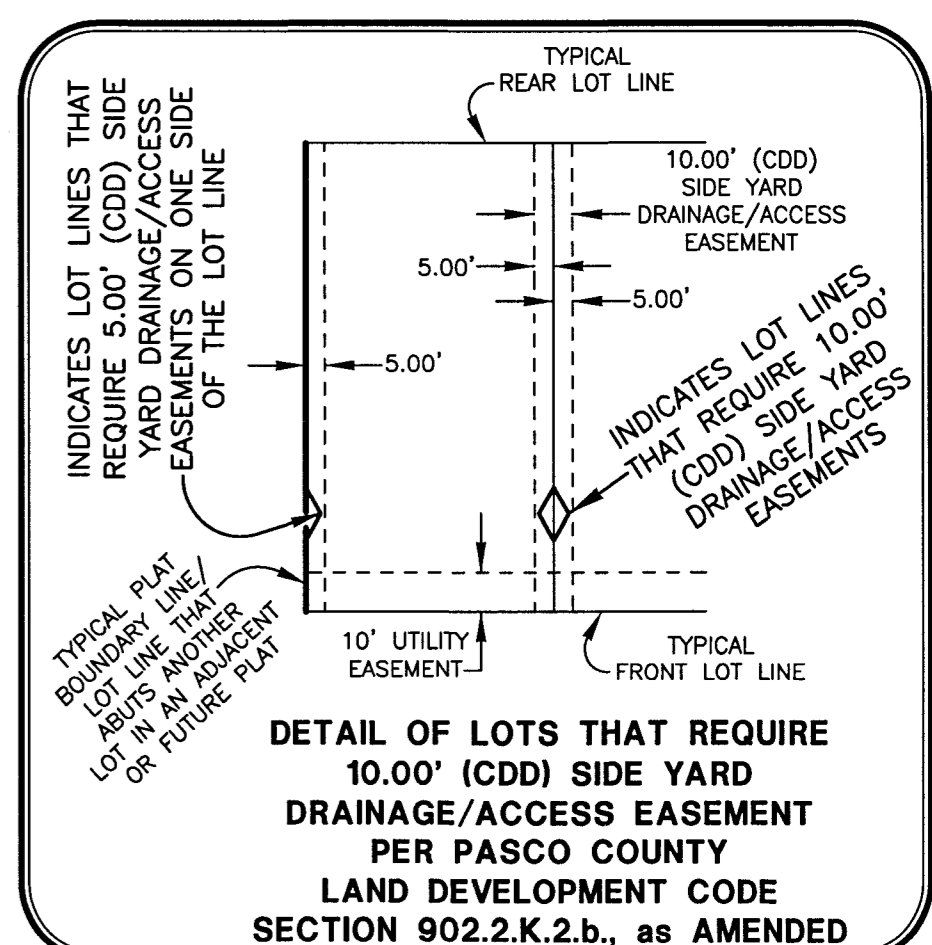 TYPICAL
REAR LOT LINE
INDICATES LOT LINES THAT
REQUIRE 5.00' (CDD) SIDE
YARD DRAINAGE/ACCESS
EASEMENTS ON ONE SIDE
OF THE LOT LINE
10.00' (CDD)
SIDE YARD
DRAINAGE/ACCESS
EASEMENT
5.00'
5.00'
5.00'
INDICATES LOT LINES
THAT REQUIRE 10.00'
(CDD) SIDE YARD
DRAINAGE/ACCESS
EASEMENTS
TYPICAL PLAT
BOUNDARY LINE/
LOT LINE THAT
ABUTS ANOTHER
LOT IN AN ADJACENT
OR FUTURE PLAT
10' UTILITY
EASEMENT
TYPICAL
FRONT LOT LINE
DETAIL OF LOTS THAT REQUIRE
10.00' (CDD) SIDE YARD
DRAINAGE/ACCESS EASEMENT
PER PASCO COUNTY
LAND DEVELOPMENT CODE
SECTION 902.2.K.2.b., as AMENDED